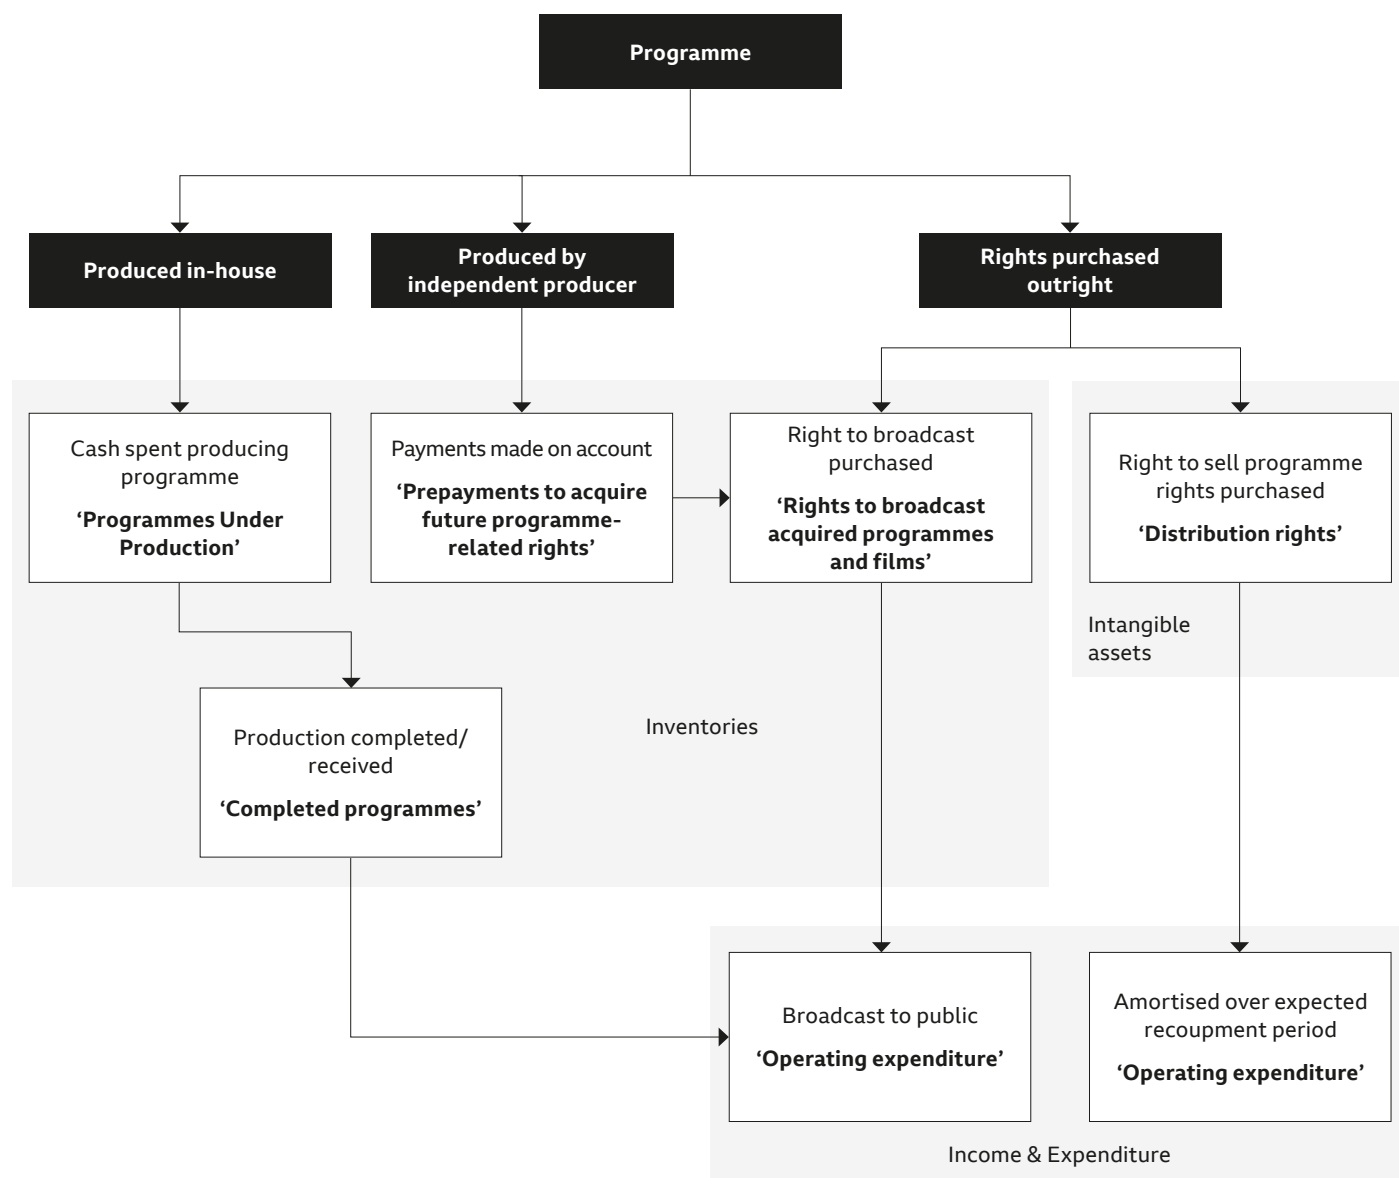 Programme
Produced in-house
Produced by
independent producer
Rights purchased
outright
Cash spent producing
programme
‘Programmes Under
Production’
Payments made on account
‘Prepayments to acquire
future programme-
related rights’
Right to broadcast
purchased
‘Rights to broadcast
acquired programmes
and films’
Right to sell programme
rights purchased
‘Distribution rights’
Intangible
assets
Production completed/
received
‘Completed programmes’
Inventories
Broadcast to public
‘Operating expenditure’
Amortised over expected
recoupment period
‘Operating expenditure’
Income & Expenditure